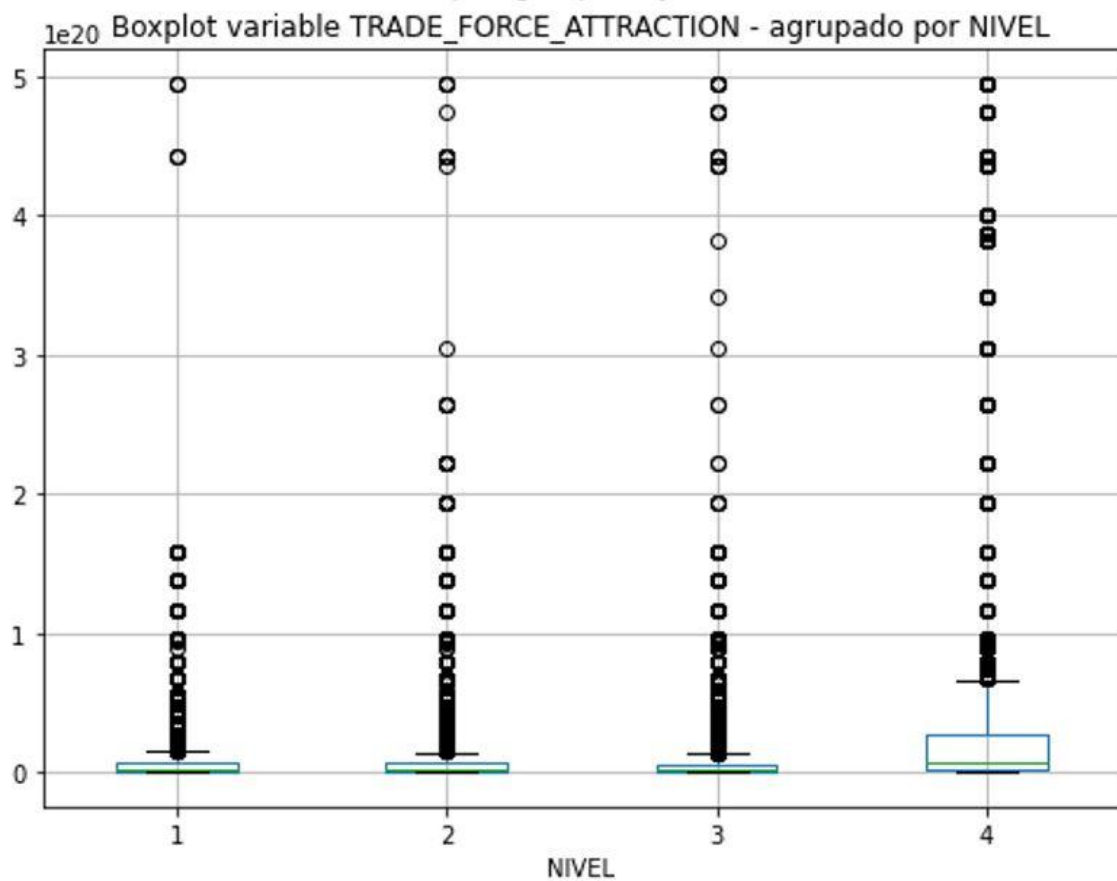 1e20 Boxplot variable TRADE_FORCE_ATTRACTION - agrupado por NIVEL
5
4
3
2
1
0
1 2 3 4
NIVEL